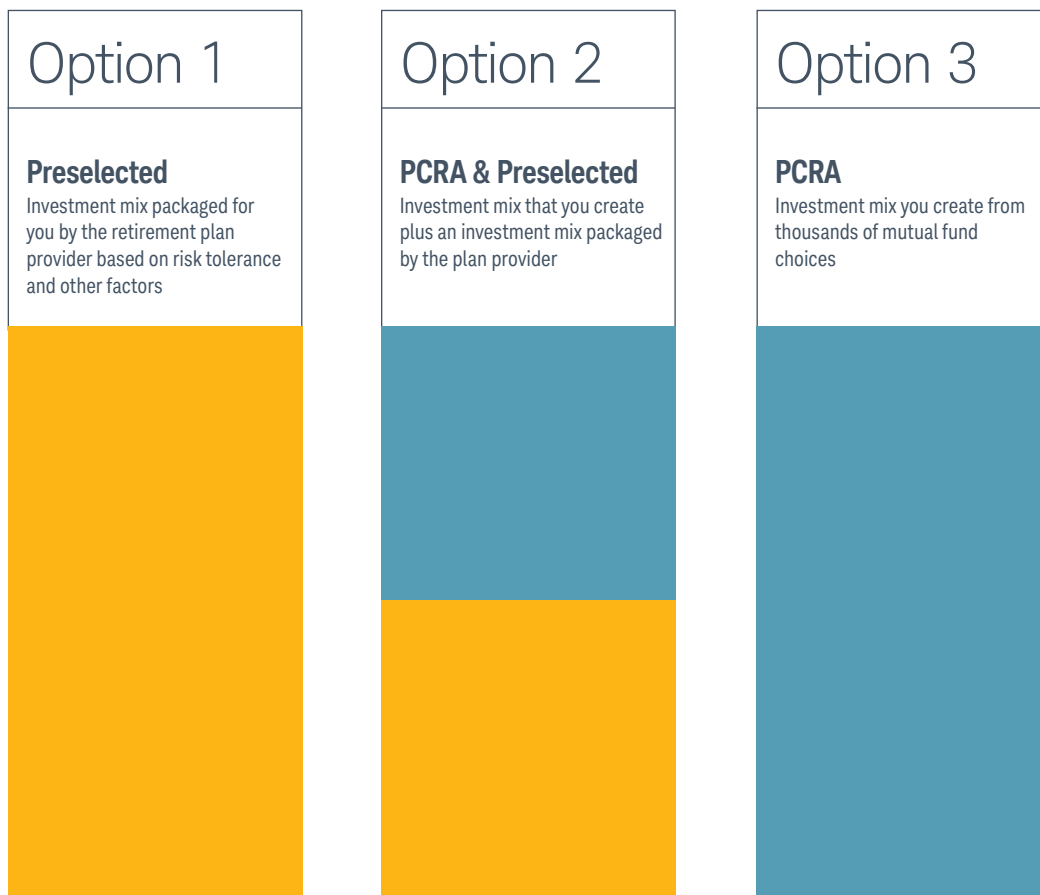 Option 1
Preselected
Investment mix packaged for
you by the retirement plan
provider based on risk tolerance
and other factors
Option 2
PCRA & Preselected
Investment mix that you create
plus an investment mix packaged
by the plan provider
Option 3
PCRA
Investment mix you create from
thousands of mutual fund
choices